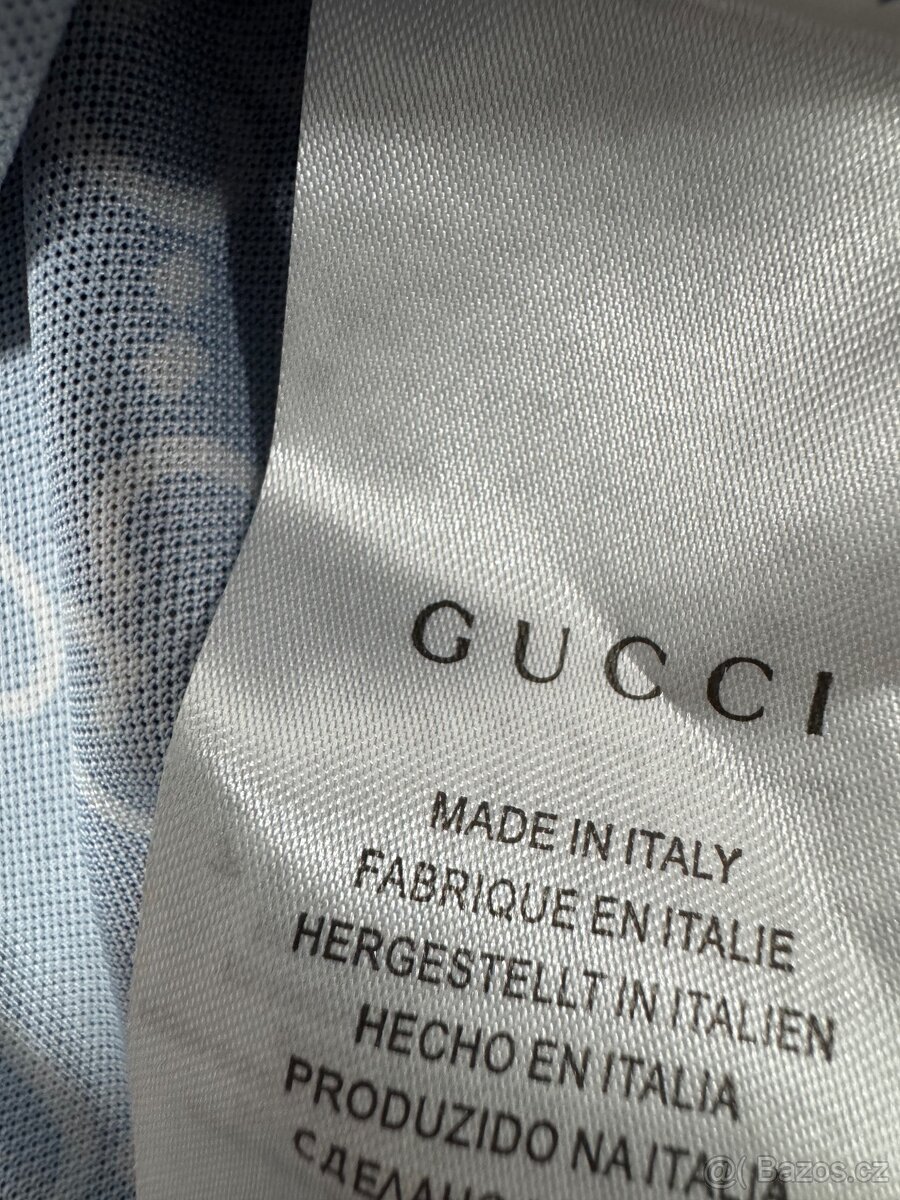 GUCCI
MADE IN ITALY
FABRIQUE EN ITALIE
HERGESTELLT IN ITALIEN
HECHO EN ITALIA
PRODUZIDO NA ITALIA
@ Bazos.cz